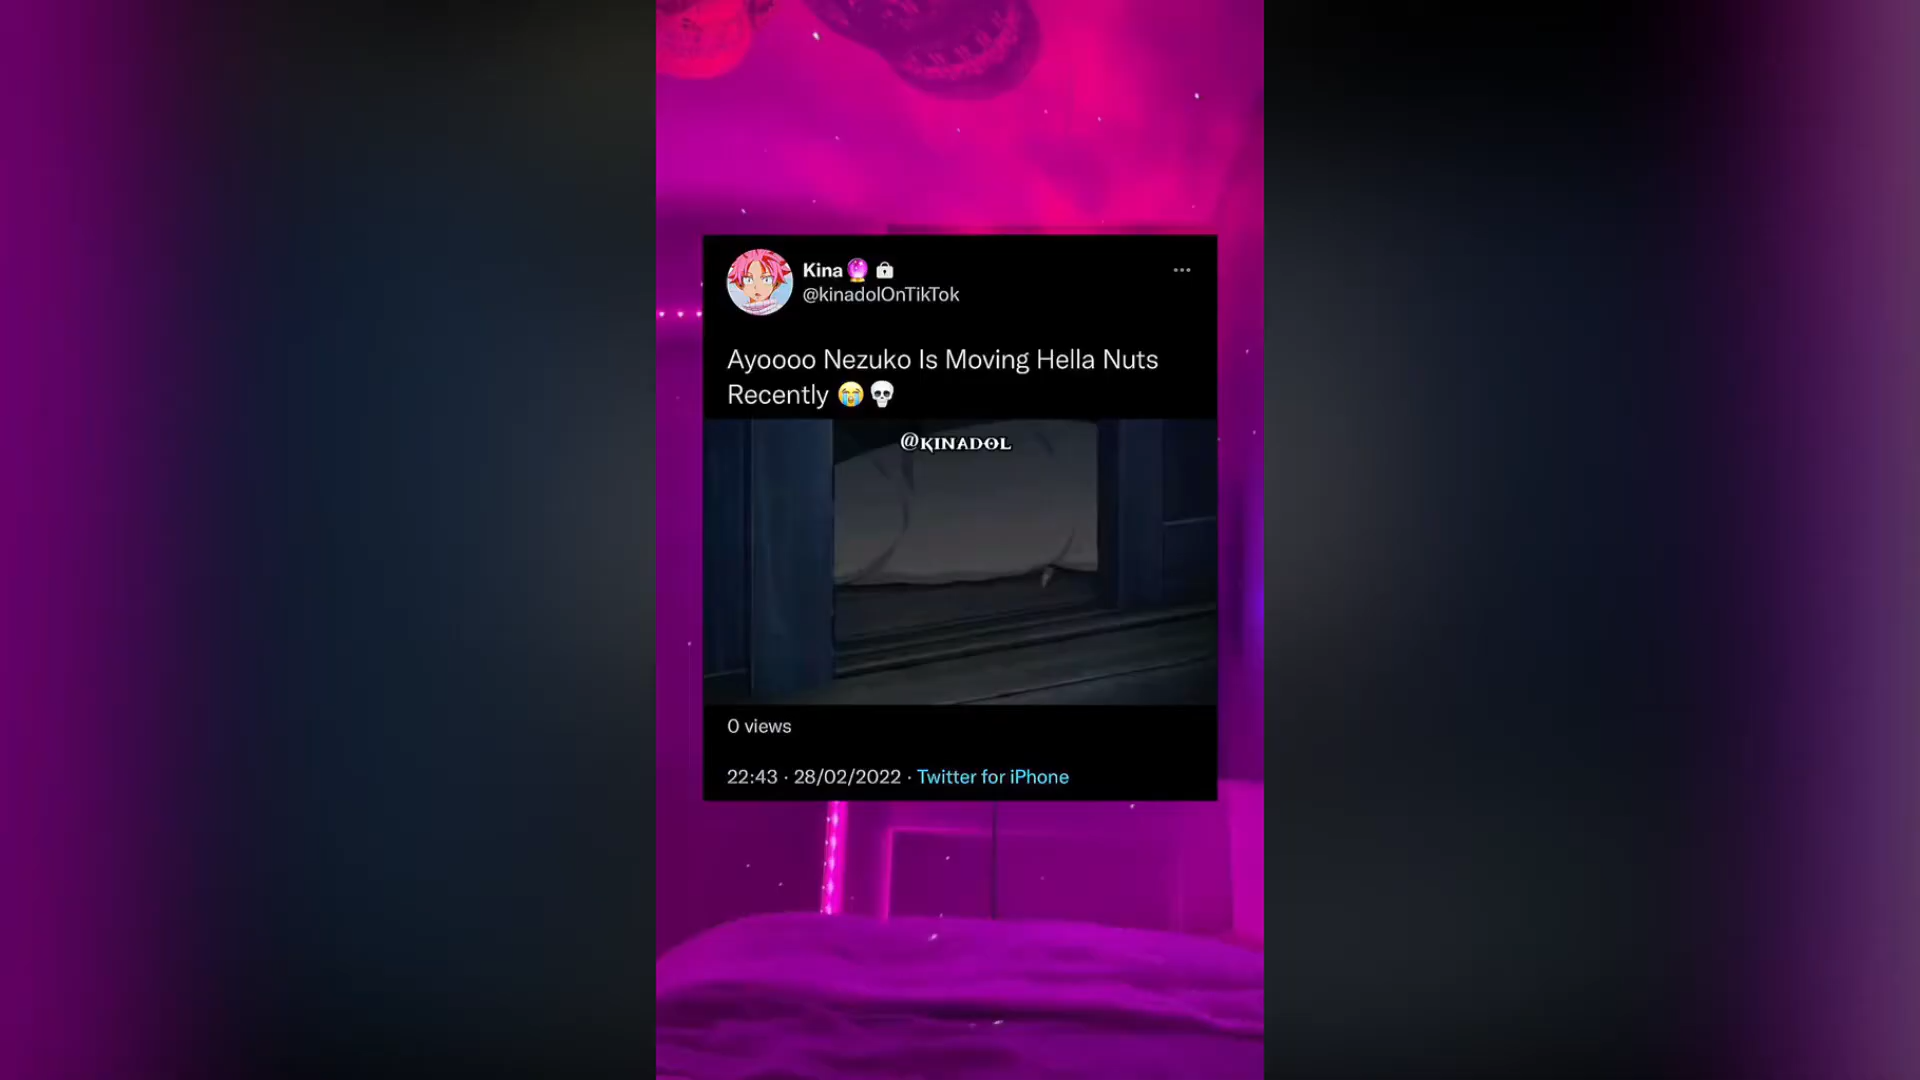 Kina🔮
@kinadolOnTikTok
Ayoooo Nezuko Is Moving Hella Nuts
Recently 😭💀
@KINADOL
0 views
22:43 · 28/02/2022 · Twitter for iPhone